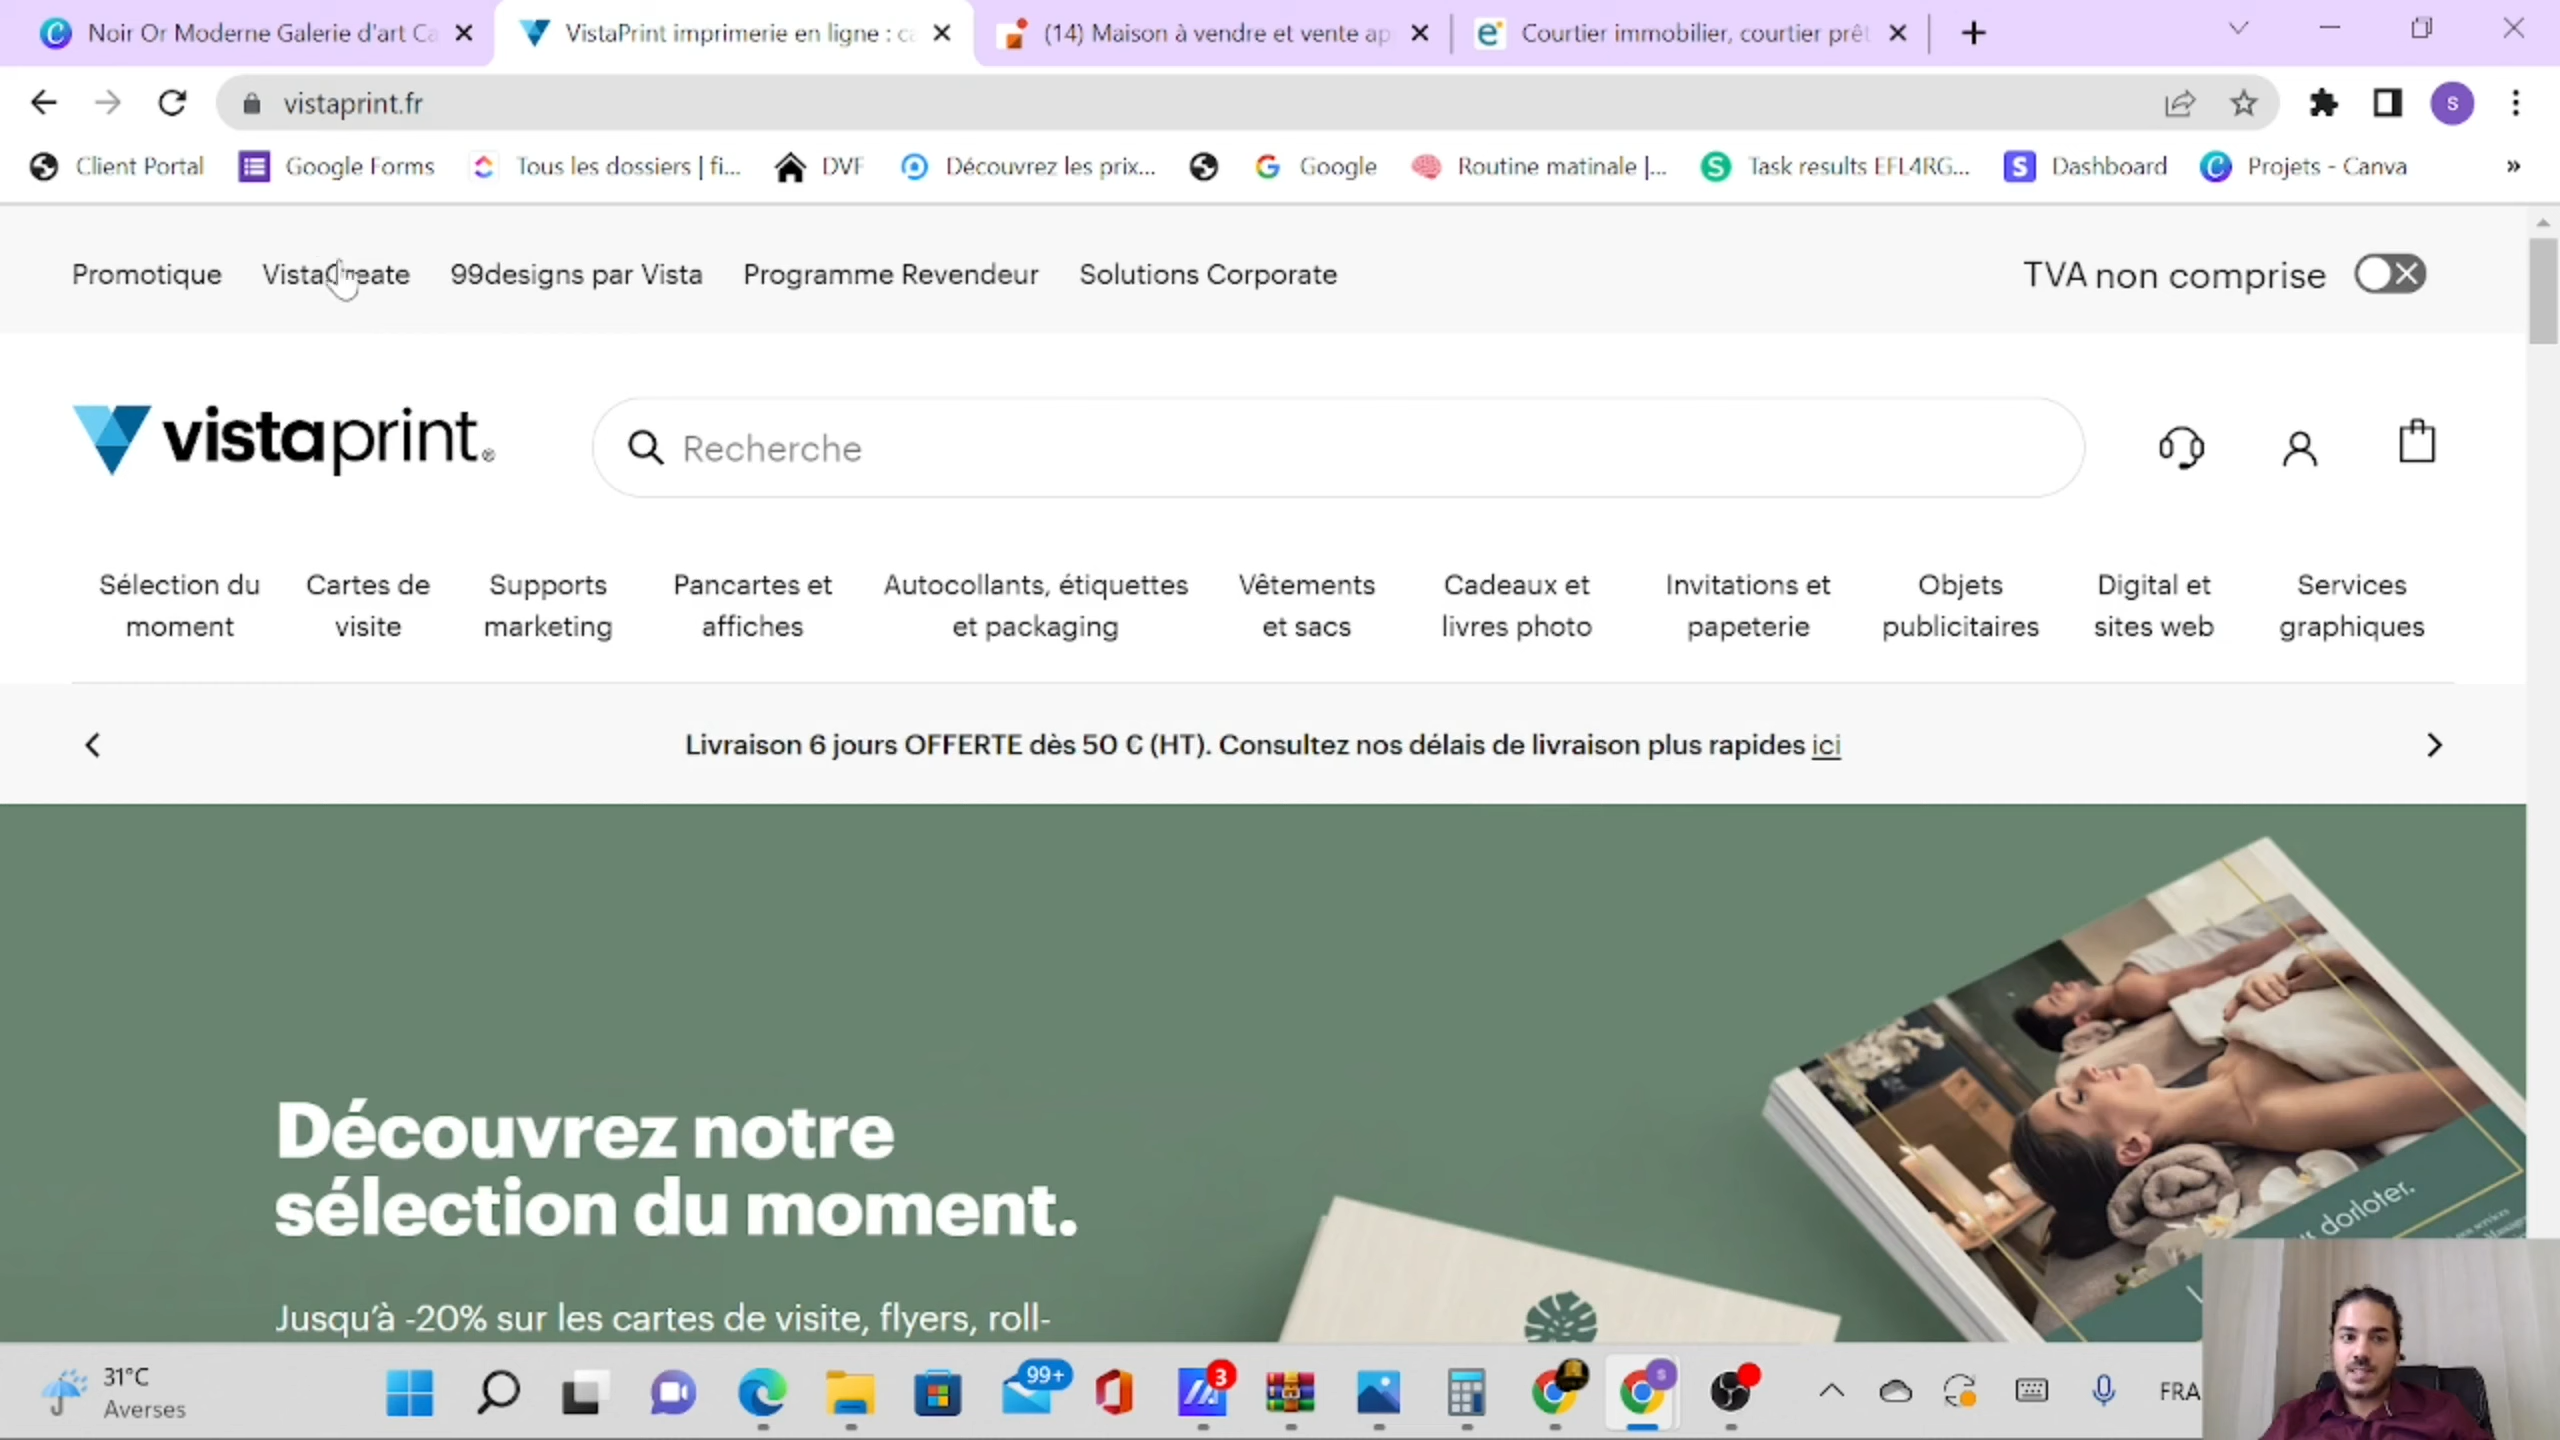 Noir Or Moderne Galerie d'art Ca
VistaPrint imprimerie en ligne : ca
(14) Maison à vendre et vente ap
Courtier immobilier, courtier prêt
vistaprint.fr
S
Client Portal
Google Forms
Tous les dossiers | fi...
DVF
Découvrez les prix...
Google
Routine matinale |...
Task results EFL4RG...
Dashboard
Projets - Canva
»
Promotique
VistaCreate
99designs par Vista
Programme Revendeur
Solutions Corporate
TVA non comprise
vistaprint®
Recherche
Sélection du
moment
Cartes de
visite
Supports
marketing
Pancartes et
affiches
Autocollants, étiquettes
et packaging
Vêtements
et sacs
Cadeaux et
livres photo
Invitations et
papeterie
Objets
publicitaires
Digital et
sites web
Services
graphiques
Livraison 6 jours OFFERTE dès 50 € (HT). Consultez nos délais de livraison plus rapides ici
Découvrez notre
sélection du moment.
Jusqu'à -20% sur les cartes de visite, flyers, roll-
dorloter.
31°C
Averses
99+
3
S
FRA